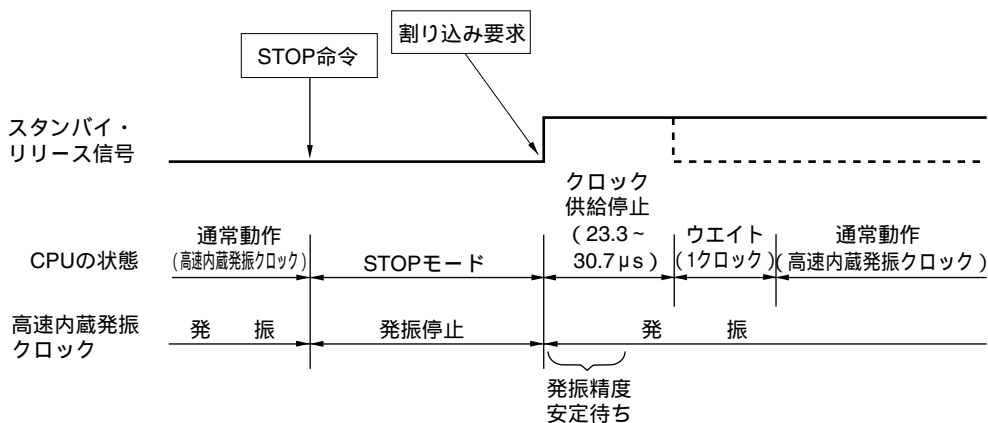 割り込み要求
STOP命令
スタンバイ・
リリース信号
クロック
供給停止
(23.3~
30.7μs)
CPUの状態
通常動作
(高速内蔵発振クロック)
STOPモード
ウエイト
(1クロック)
通常動作
(高速内蔵発振クロック)
高速内蔵発振
クロック
発 振
発振停止
発 振
発振精度
安定待ち